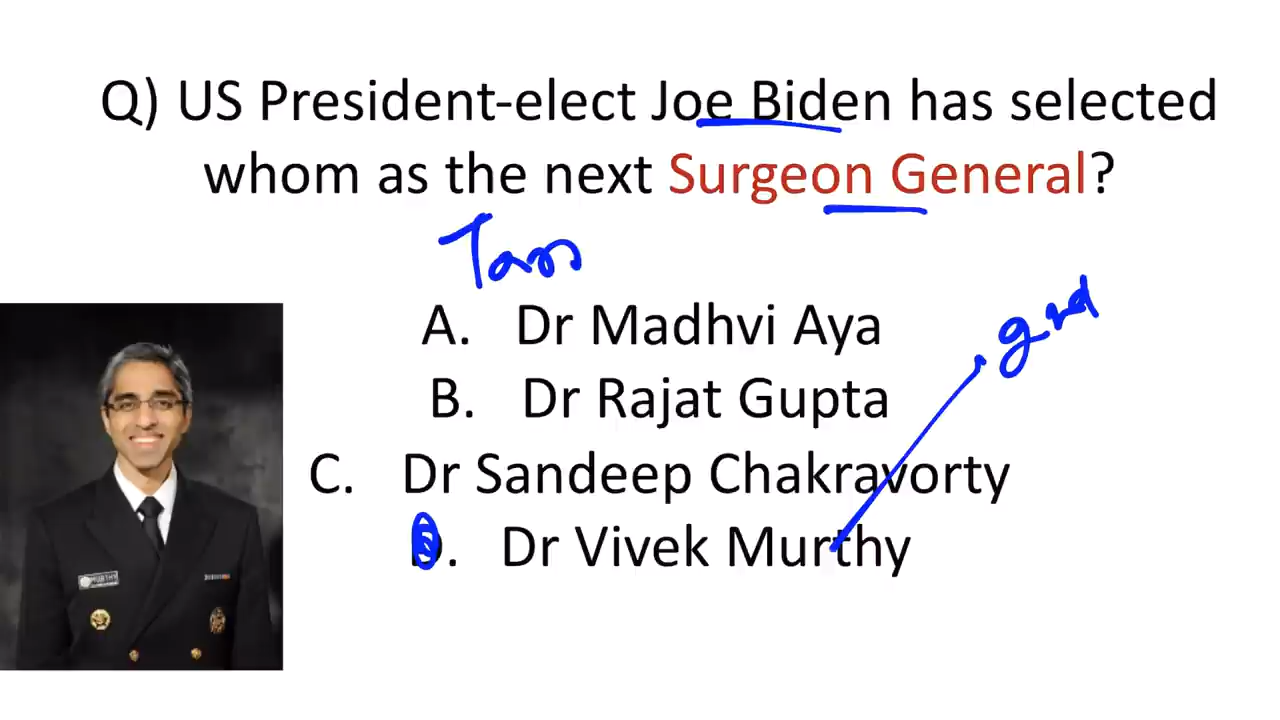 Q) US President-elect Joe Biden has selected
whom as the next Surgeon General?
A. Dr Madhvi Aya
B. Dr Rajat Gupta
C. Dr Sandeep Chakravorty
D. Dr Vivek Murthy
MURTHY